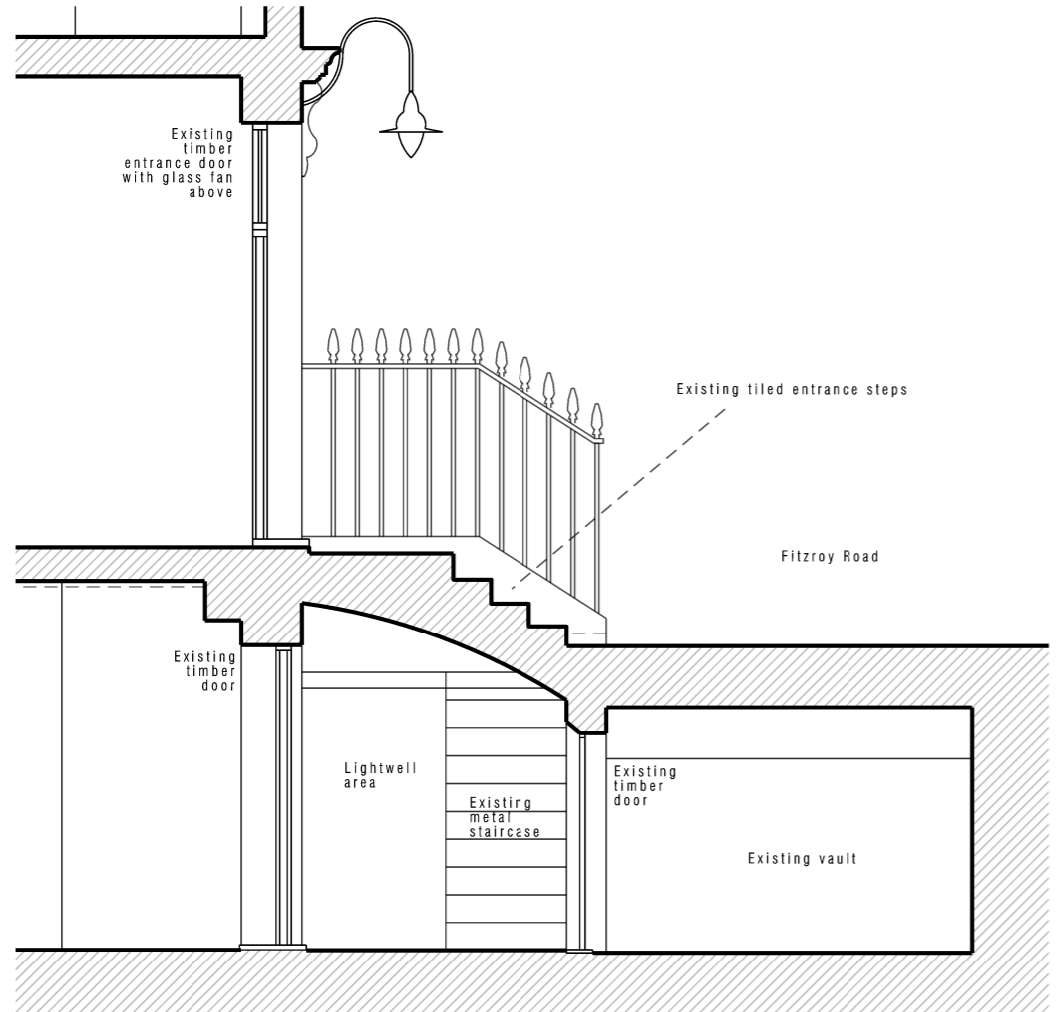 Existing
timber
entrance door
with glass fan
above
Existing tiled entrance steps
Fitzroy Road
Existing
timber
door
Lightwell
area
Existing
metal
staircase
Existing
timber
door
Existing vault